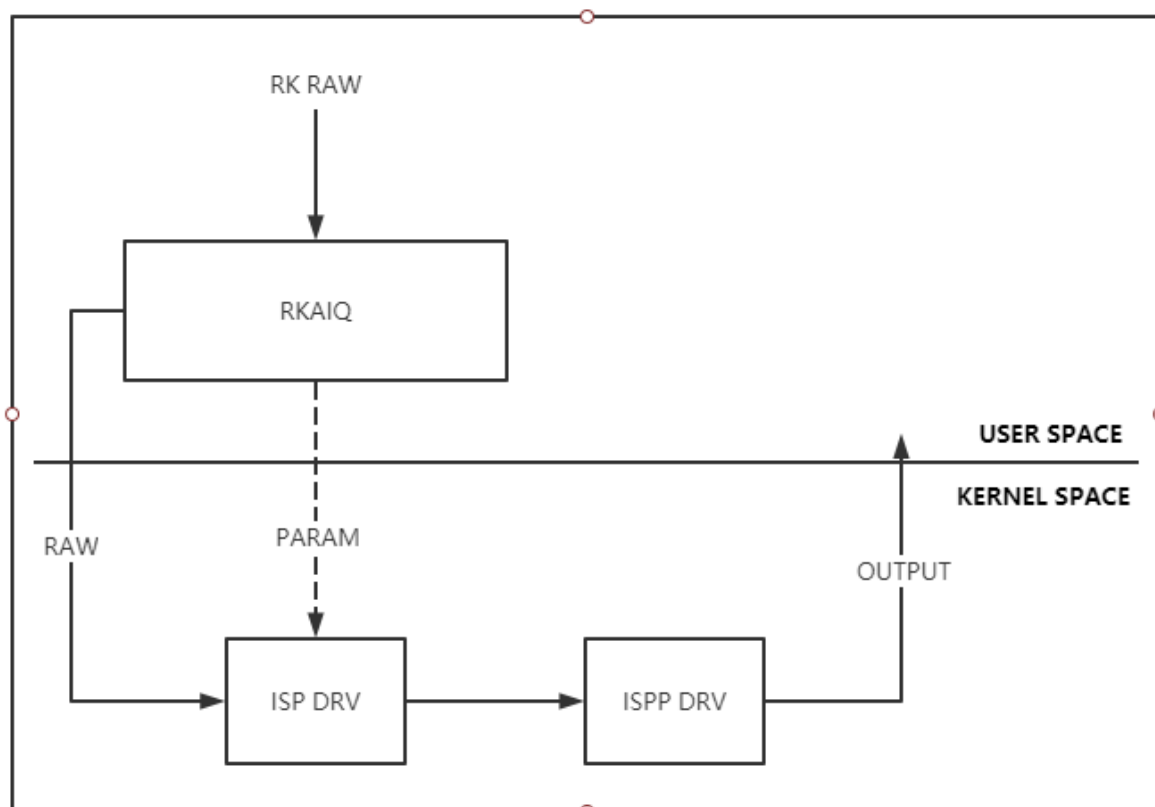 RK RAW
RKAIQ
USER SPACE
KERNEL SPACE
RAW
PARAM
OUTPUT
ISP DRV
ISPP DRV